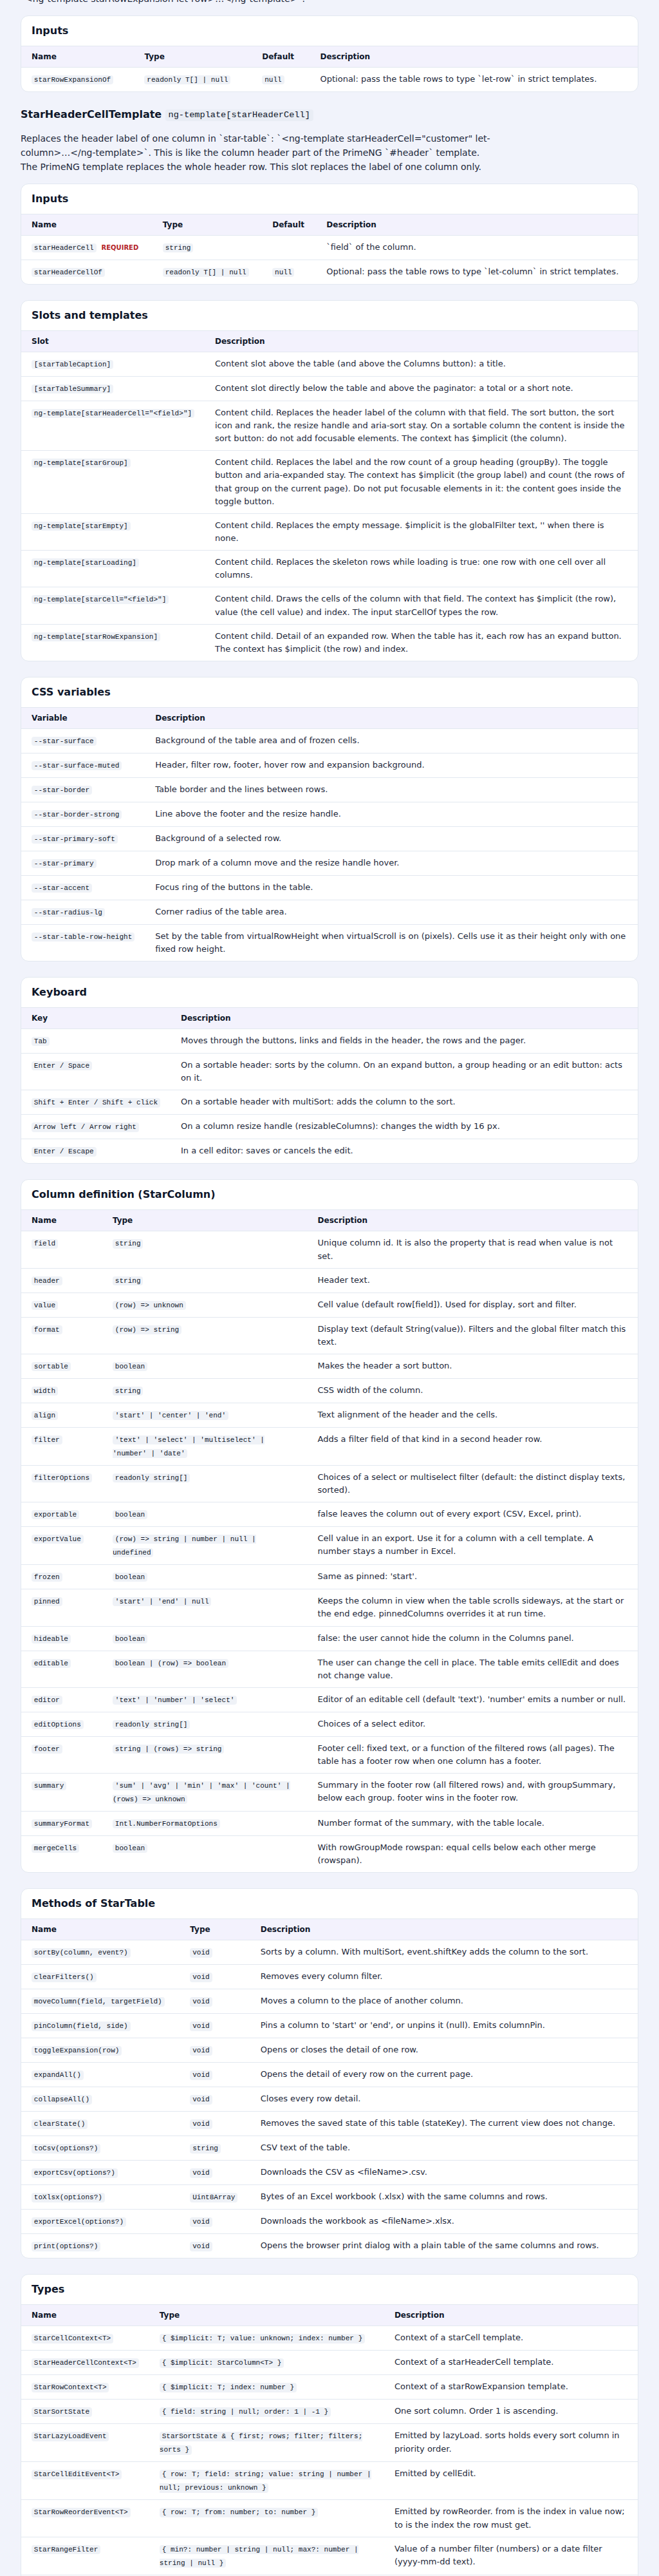 Inputs
Name Type Default Description
starRowExpansionOf readonly T[] | null null Optional: pass the table rows to type `let-row` in strict templates.
StarHeaderCellTemplate ng-template[starHeaderCell]
Replaces the header label of one column in `star-table`: `<ng-template starHeaderCell="customer" let-
column>…</ng-template>`. This is like the column header part of the PrimeNG `#header` template.
The PrimeNG template replaces the whole header row. This slot replaces the label of one column only.
Inputs
Name Type Default Description
starHeaderCell REQUIRED string `field` of the column.
starHeaderCellOf readonly T[] | null null Optional: pass the table rows to type `let-column` in strict templates.
Slots and templates
Slot Description
[starTableCaption] Content slot above the table (and above the Columns button): a title.
[starTableSummary] Content slot directly below the table and above the paginator: a total or a short note.
ng-template[starHeaderCell="<field>"] Content child. Replaces the header label of the column with that field. The sort button, the sort
icon and rank, the resize handle and aria-sort stay. On a sortable column the content is inside the
sort button: do not add focusable elements. The context has $implicit (the column).
ng-template[starGroup] Content child. Replaces the label and the row count of a group heading (groupBy). The toggle
button and aria-expanded stay. The context has $implicit (the group label) and count (the rows of
that group on the current page). Do not put focusable elements in it: the content goes inside the
toggle button.
ng-template[starEmpty] Content child. Replaces the empty message. $implicit is the globalFilter text, '' when there is
none.
ng-template[starLoading] Content child. Replaces the skeleton rows while loading is true: one row with one cell over all
columns.
ng-template[starCell="<field>"] Content child. Draws the cells of the column with that field. The context has $implicit (the row),
value (the cell value) and index. The input starCellOf types the row.
ng-template[starRowExpansion] Content child. Detail of an expanded row. When the table has it, each row has an expand button.
The context has $implicit (the row) and index.
CSS variables
Variable Description
--star-surface Background of the table area and of frozen cells.
--star-surface-muted Header, filter row, footer, hover row and expansion background.
--star-border Table border and the lines between rows.
--star-border-strong Line above the footer and the resize handle.
--star-primary-soft Background of a selected row.
--star-primary Drop mark of a column move and the resize handle hover.
--star-accent Focus ring of the buttons in the table.
--star-radius-lg Corner radius of the table area.
--star-table-row-height Set by the table from virtualRowHeight when virtualScroll is on (pixels). Cells use it as their height only with one
fixed row height.
Keyboard
Key Description
Tab Moves through the buttons, links and fields in the header, the rows and the pager.
Enter / Space On a sortable header: sorts by the column. On an expand button, a group heading or an edit button: acts
on it.
Shift + Enter / Shift + click On a sortable header with multiSort: adds the column to the sort.
Arrow left / Arrow right On a column resize handle (resizableColumns): changes the width by 16 px.
Enter / Escape In a cell editor: saves or cancels the edit.
Column definition (StarColumn)
Name Type Description
field string Unique column id. It is also the property that is read when value is not
set.
header string Header text.
value (row) => unknown Cell value (default row[field]). Used for display, sort and filter.
format (row) => string Display text (default String(value)). Filters and the global filter match this
text.
sortable boolean Makes the header a sort button.
width string CSS width of the column.
align 'start' | 'center' | 'end' Text alignment of the header and the cells.
filter 'text' | 'select' | 'multiselect' | Adds a filter field of that kind in a second header row.
'number' | 'date'
filterOptions readonly string[] Choices of a select or multiselect filter (default: the distinct display texts,
sorted).
exportable boolean false leaves the column out of every export (CSV, Excel, print).
exportValue (row) => string | number | null | Cell value in an export. Use it for a column with a cell template. A
undefined number stays a number in Excel.
frozen boolean Same as pinned: 'start'.
pinned 'start' | 'end' | null Keeps the column in view when the table scrolls sideways, at the start or
the end edge. pinnedColumns overrides it at run time.
hideable boolean false: the user cannot hide the column in the Columns panel.
editable boolean | (row) => boolean The user can change the cell in place. The table emits cellEdit and does
not change value.
editor 'text' | 'number' | 'select' Editor of an editable cell (default 'text'). 'number' emits a number or null.
editOptions readonly string[] Choices of a select editor.
footer string | (rows) => string Footer cell: fixed text, or a function of the filtered rows (all pages). The
table has a footer row when one column has a footer.
summary 'sum' | 'avg' | 'min' | 'max' | 'count' | Summary in the footer row (all filtered rows) and, with groupSummary,
(rows) => unknown below each group. footer wins in the footer row.
summaryFormat Intl.NumberFormatOptions Number format of the summary, with the table locale.
mergeCells boolean With rowGroupMode rowspan: equal cells below each other merge
(rowspan).
Methods of StarTable
Name Type Description
sortBy(column, event?) void Sorts by a column. With multiSort, event.shiftKey adds the column to the sort.
clearFilters() void Removes every column filter.
moveColumn(field, targetField) void Moves a column to the place of another column.
pinColumn(field, side) void Pins a column to 'start' or 'end', or unpins it (null). Emits columnPin.
toggleExpansion(row) void Opens or closes the detail of one row.
expandAll() void Opens the detail of every row on the current page.
collapseAll() void Closes every row detail.
clearState() void Removes the saved state of this table (stateKey). The current view does not change.
toCsv(options?) string CSV text of the table.
exportCsv(options?) void Downloads the CSV as <fileName>.csv.
toXlsx(options?) Uint8Array Bytes of an Excel workbook (.xlsx) with the same columns and rows.
exportExcel(options?) void Downloads the workbook as <fileName>.xlsx.
print(options?) void Opens the browser print dialog with a plain table of the same columns and rows.
Types
Name Type Description
StarCellContext<T> { $implicit: T; value: unknown; index: number } Context of a starCell template.
StarHeaderCellContext<T> { $implicit: StarColumn<T> } Context of a starHeaderCell template.
StarRowContext<T> { $implicit: T; index: number } Context of a starRowExpansion template.
StarSortState { field: string | null; order: 1 | -1 } One sort column. Order 1 is ascending.
StarLazyLoadEvent StarSortState & { first; rows; filter; filters; Emitted by lazyLoad. sorts holds every sort column in
sorts } priority order.
StarCellEditEvent<T> { row: T; field: string; value: string | number | Emitted by cellEdit.
null; previous: unknown }
StarRowReorderEvent<T> { row: T; from: number; to: number } Emitted by rowReorder. from is the index in value now;
to is the index the row must get.
StarRangeFilter { min?: number | string | null; max?: number | Value of a number filter (numbers) or a date filter
string | null } (yyyy-mm-dd text).